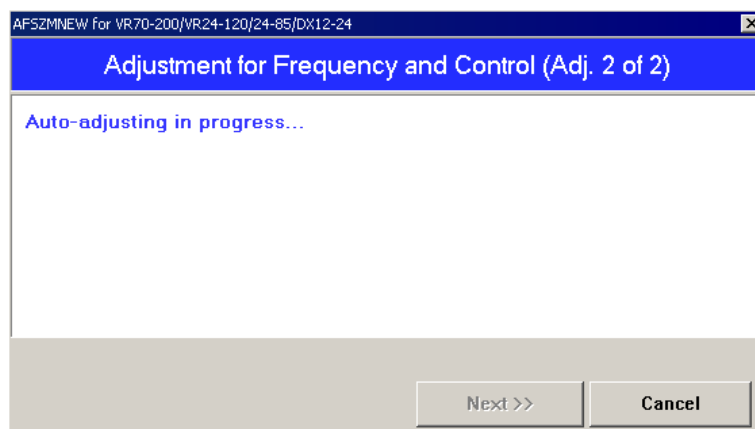 AFSZMNEW for VR70-200/VR24-120/24-85/DX12-24
Adjustment for Frequency and Control (Adj. 2 of 2)
Auto-adjusting in progress...
Next >>
Cancel